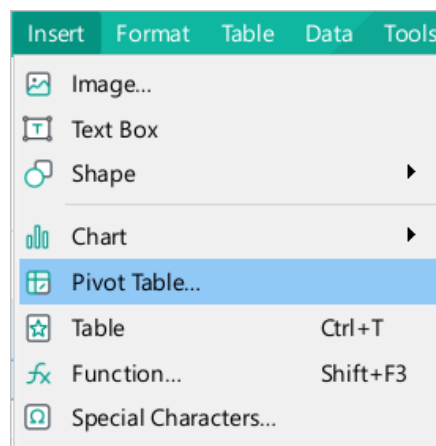 Insert Format Table Data Tools
Image...
Text Box
Shape
Chart
Pivot Table...
Table Ctrl+T
Function... Shift+F3
Special Characters...